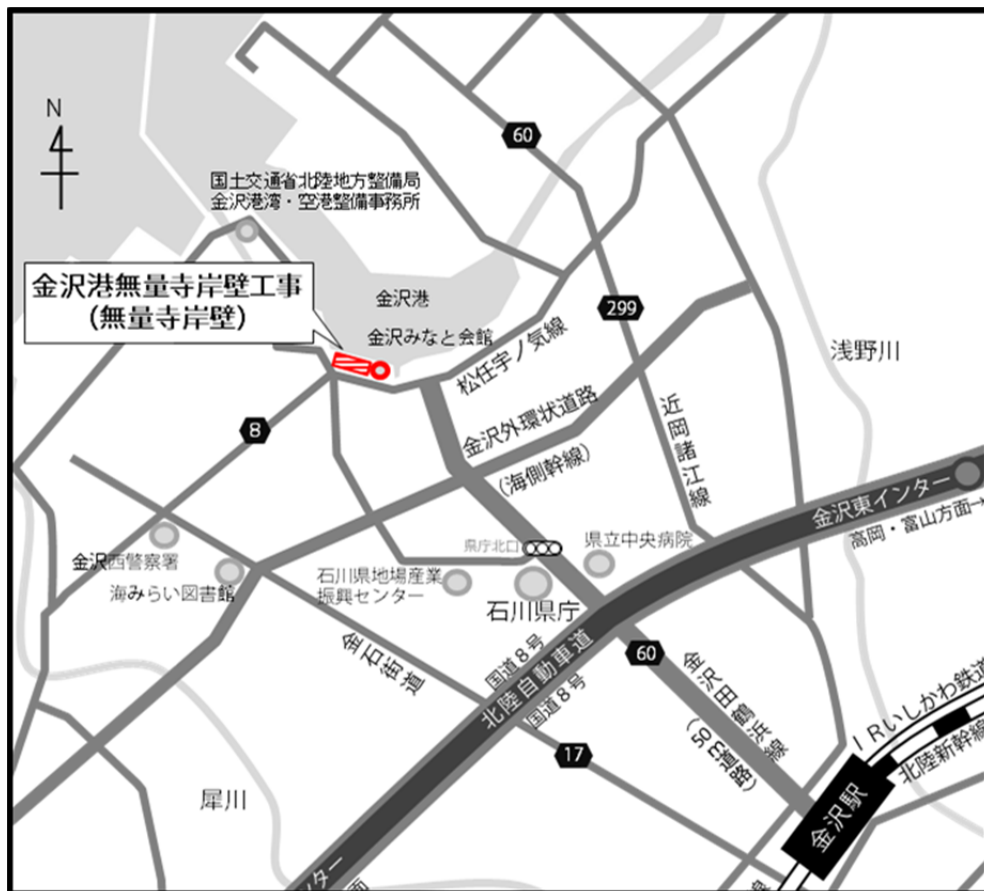 N
60
国土交通省北陸地方整備局
金沢港湾・空港整備事務所
金沢港無量寺岸壁工事
(無量寺岸壁)
金沢港
金沢みなと会館
299
松任宇ノ気線
浅野川
8
金沢外環状道路
(海側幹線)
近岡諸江線
金沢東インター
高岡・富山方面→
金沢西警察署
海みらい図書館
県庁北口
県立中央病院
石川県地場産業
振興センター
石川県庁
金石街道
国道8号
北陸自動車道
国道8号
60
金沢田鶴浜線
(50m道路)
17
IRいしかわ鉄道
北陸新幹線
金沢駅
犀川
ンター
面
線